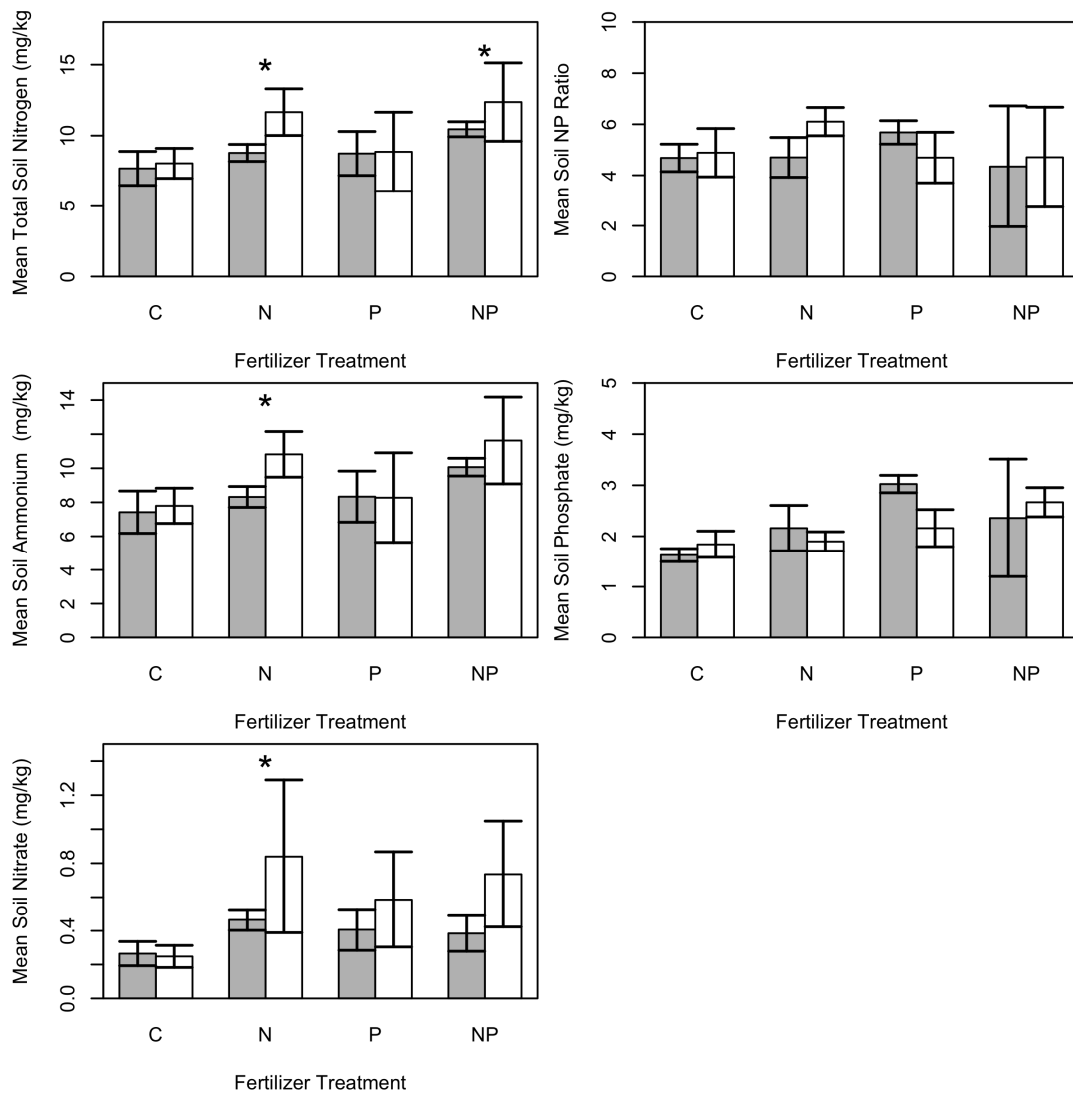 Mean Total Soil Nitrogen (mg/kg)
0
5
10
15
*
*
C
N
P
NP
Fertilizer Treatment
Mean Soil NP Ratio
0
2
4
6
8
10
C
N
P
NP
Fertilizer Treatment
Mean Soil Ammonium (mg/kg)
0
2
4
6
8
10
14
*
C
N
P
NP
Fertilizer Treatment
Mean Soil Phosphate (mg/kg)
0
1
2
3
4
5
C
N
P
NP
Fertilizer Treatment
Mean Soil Nitrate (mg/kg)
0.0
0.4
0.8
1.2
*
C
N
P
NP
Fertilizer Treatment